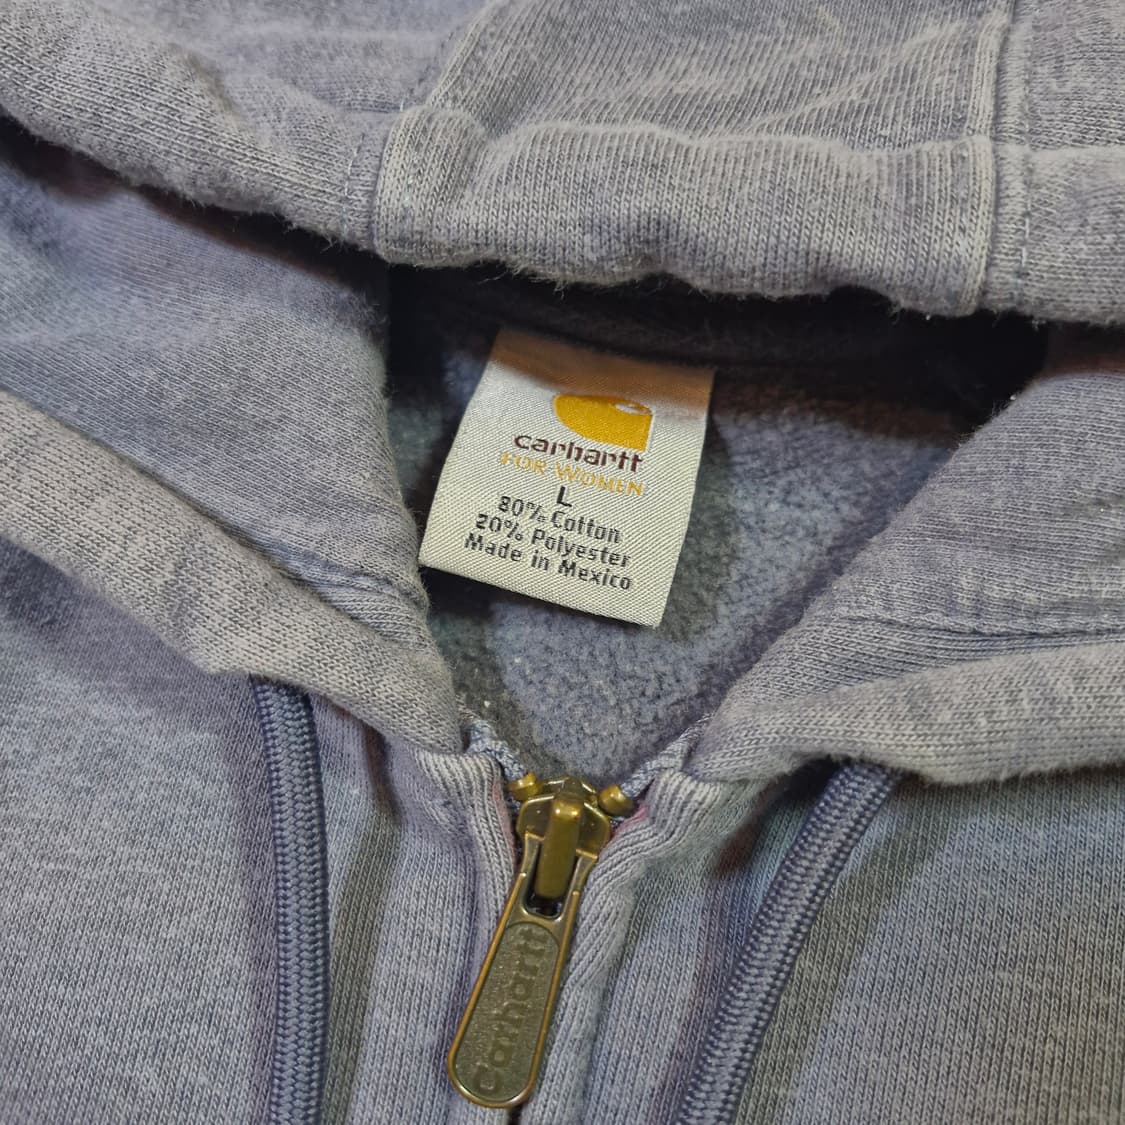 carhartt
FOR WOMEN
L
80% Cotton
20% Polyester
Made in Mexico
Carhartt